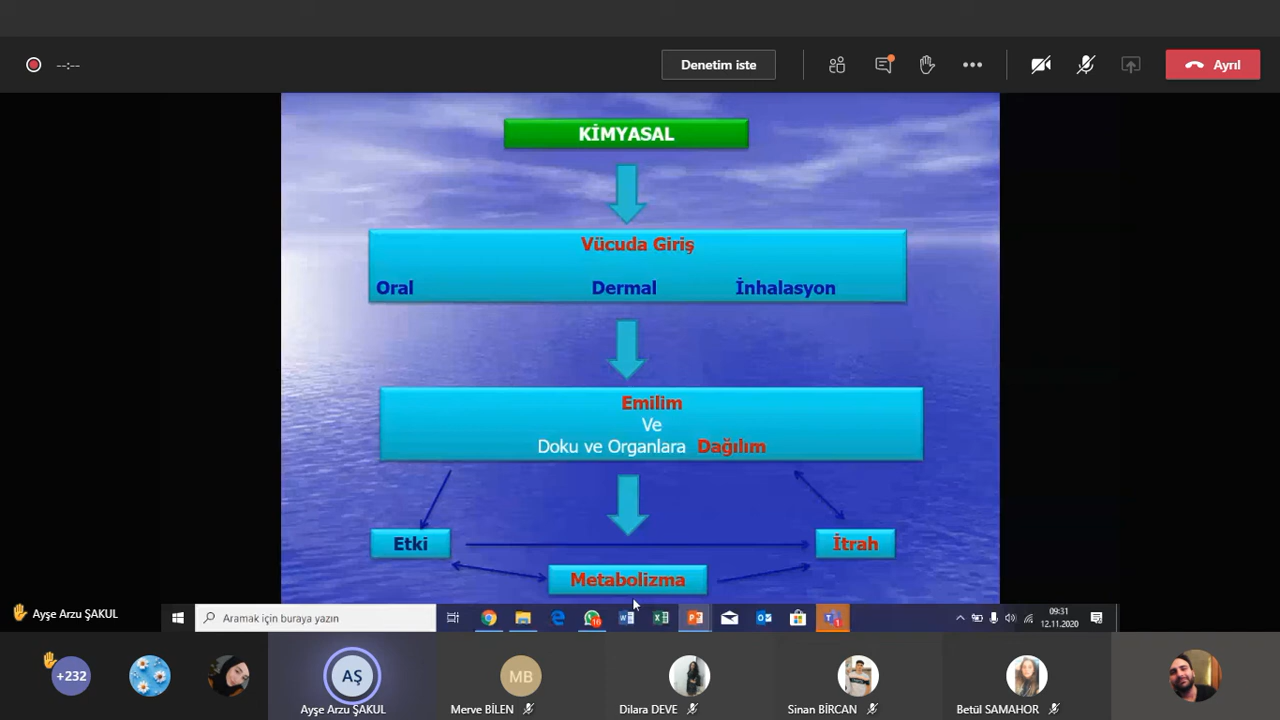 --:--
Denetim iste
Ayrıl
KİMYASAL
Vücuda Giriş
Oral Dermal İnhalasyon
Emilim
Ve
Doku ve Organlara Dağılım
Etki
İtrah
Metabolizma
Ayşe Arzu ŞAKUL
Aramak için buraya yazın
16
1
09:31
12.11.2020
+232
AŞ
MB
Ayşe Arzu ŞAKUL
Merve BİLEN
Dilara DEVE
Sinan BİRCAN
Betül SAMAHOR